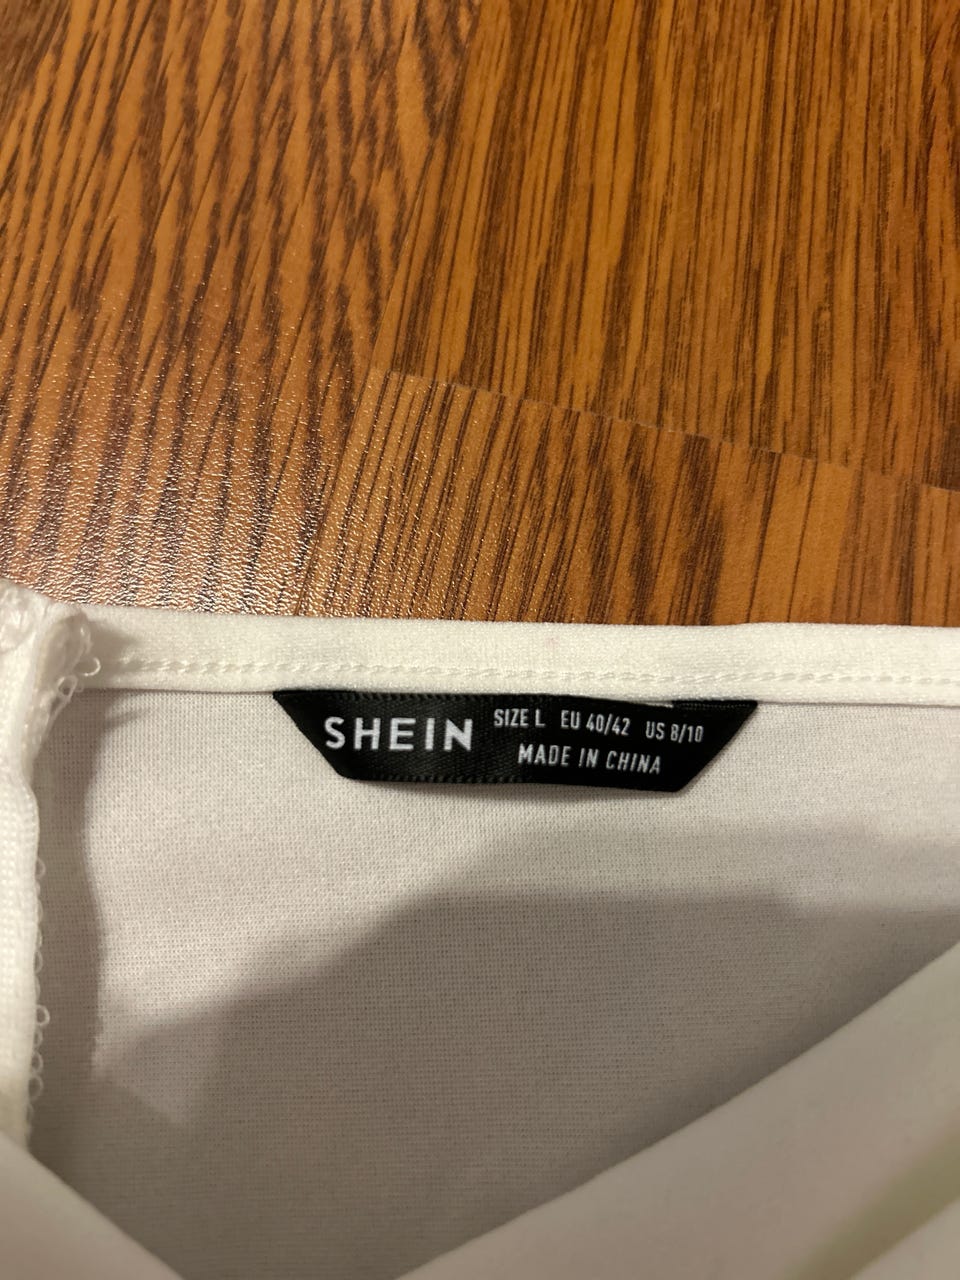 SHEIN
SIZE L EU 40/42 US 8/10
MADE IN CHINA